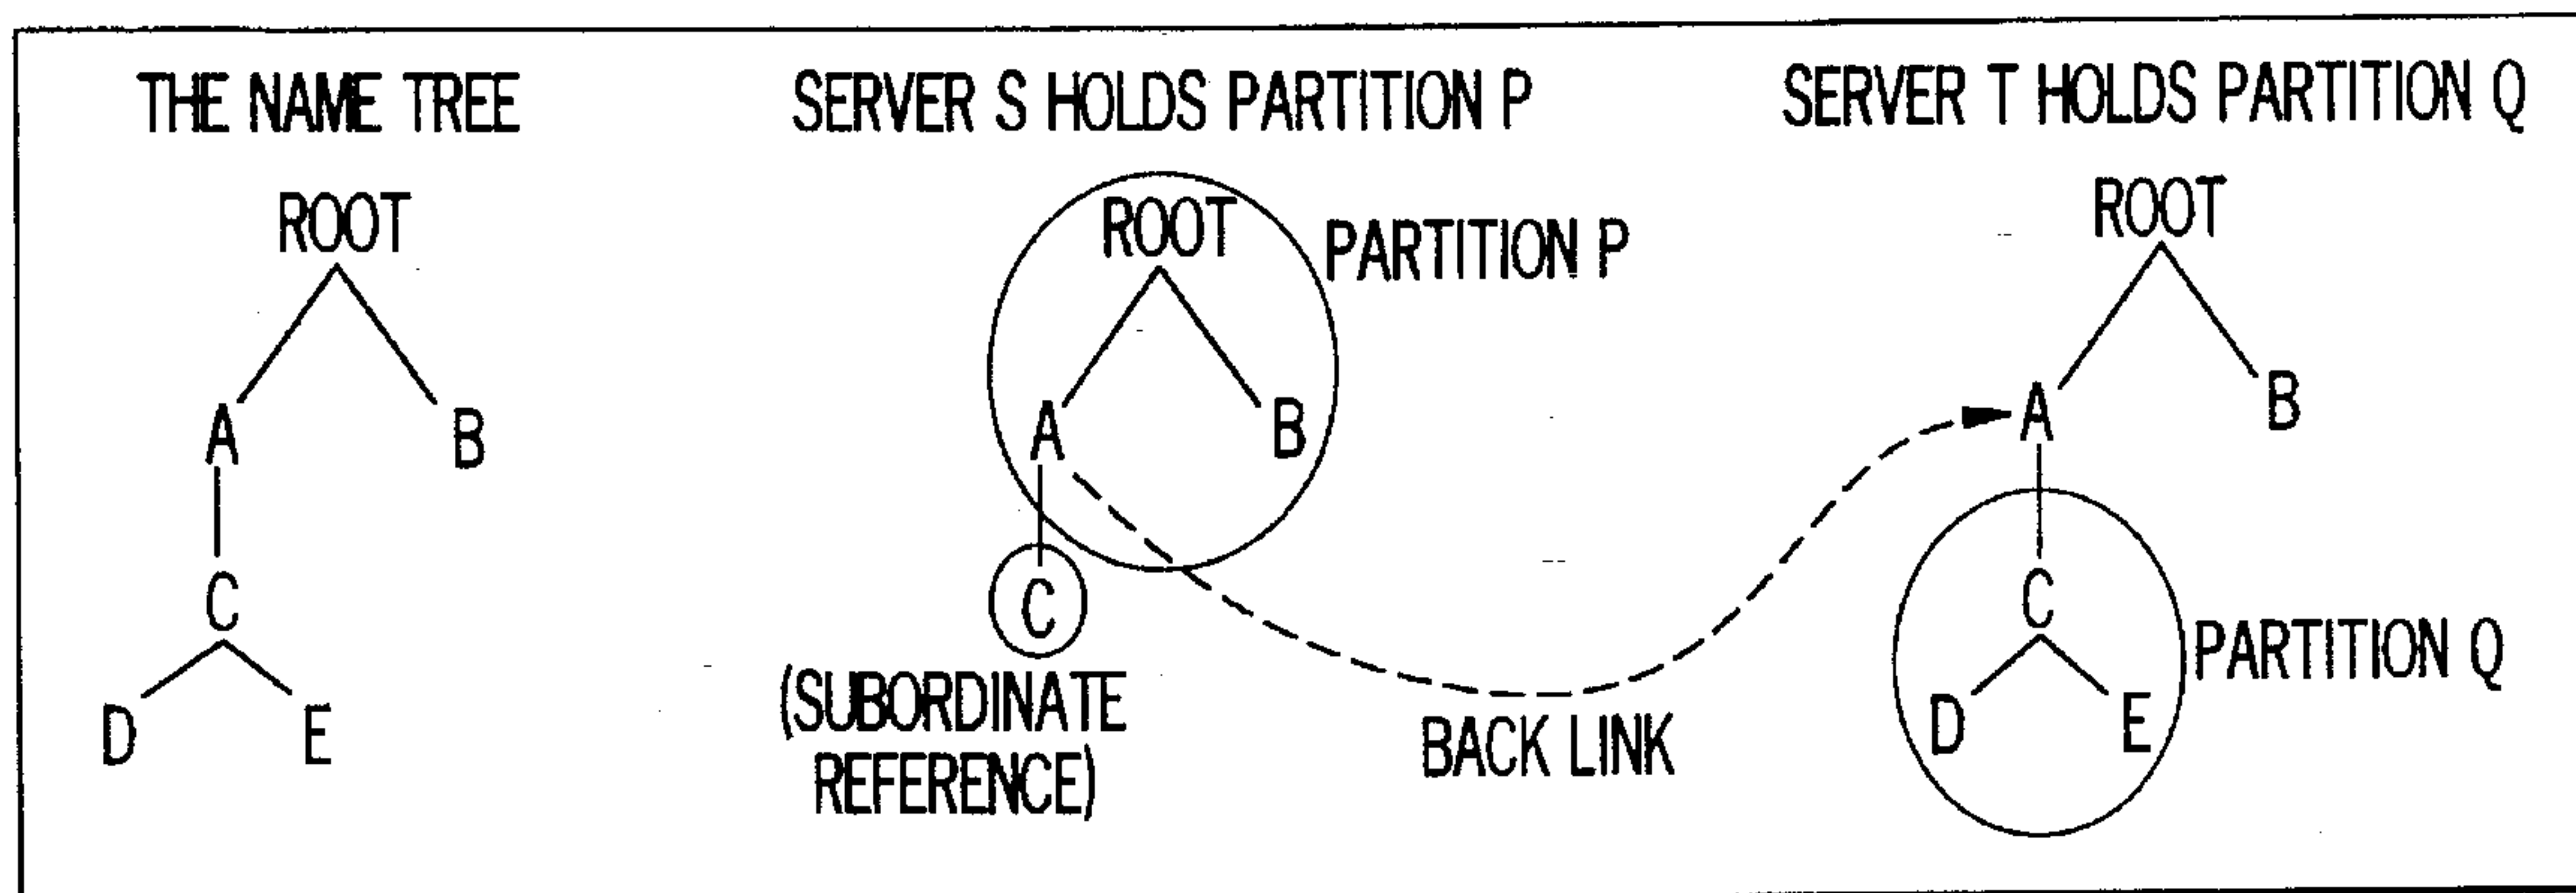 THE NAME TREE
ROOT
A
B
C
D
E
SERVER S HOLDS PARTITION P
ROOT
PARTITION P
A
B
C
(SUBORDINATE
REFERENCE)
BACK LINK
SERVER T HOLDS PARTITION Q
ROOT
A
B
C
PARTITION Q
D
E